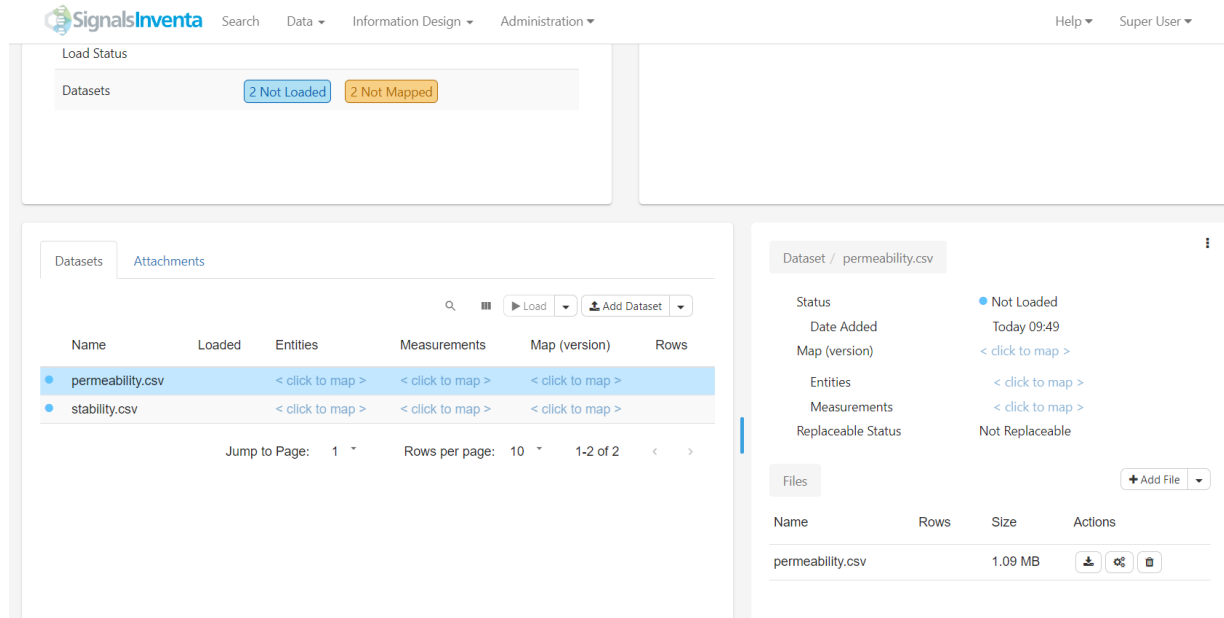 SignalsInventa Search Data Information Design Administration Help Super User
Load Status
Datasets 2 Not Loaded 2 Not Mapped
Datasets Attachments
Load Add Dataset
Name Loaded Entities Measurements Map (version) Rows
permeability.csv < click to map > < click to map > < click to map >
stability.csv < click to map > < click to map > < click to map >
Jump to Page: 1 Rows per page: 10 1-2 of 2 < >
Dataset / permeability.csv
Status Not Loaded
Date Added Today 09:49
Map (version) < click to map >
Entities < click to map >
Measurements < click to map >
Replaceable Status Not Replaceable
Files + Add File
Name Rows Size Actions
permeability.csv 1.09 MB